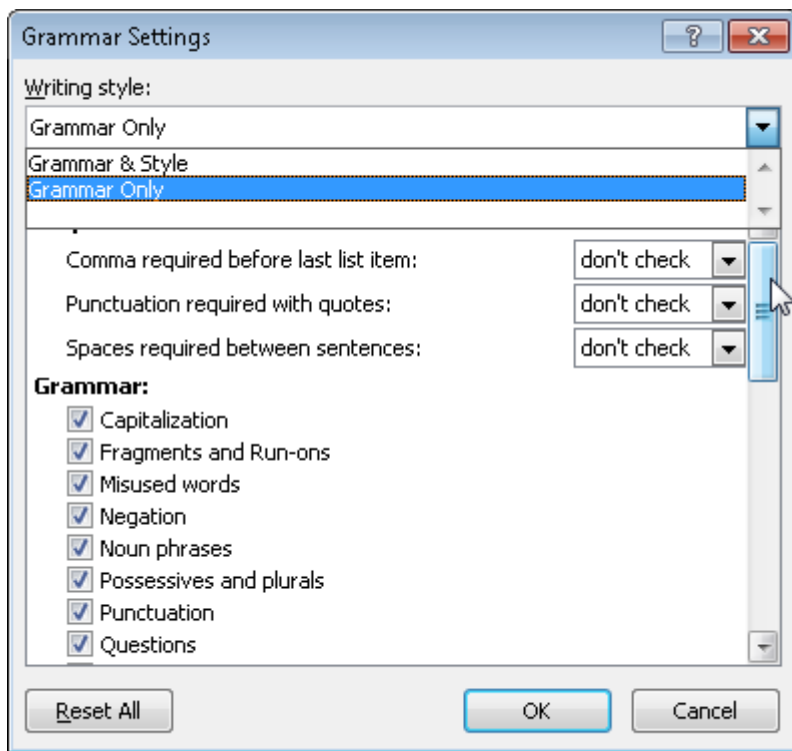 Grammar Settings
Writing style:
Grammar Only
Grammar & Style
Grammar Only
Comma required before last list item: don't check
Punctuation required with quotes: don't check
Spaces required between sentences: don't check
Grammar:
Capitalization
Fragments and Run-ons
Misused words
Negation
Noun phrases
Possessives and plurals
Punctuation
Questions
Reset All OK Cancel